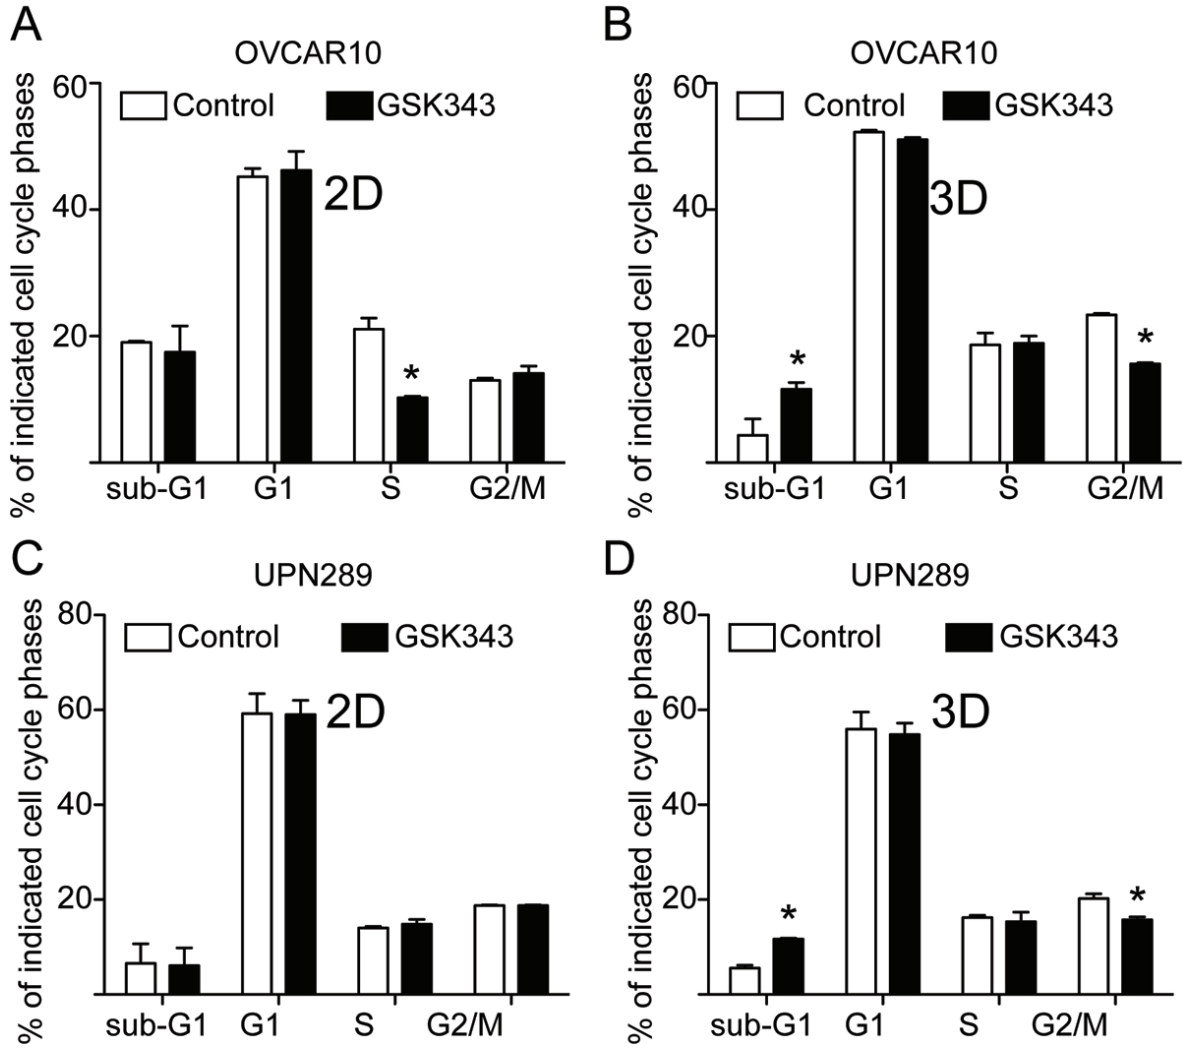 A
OVCAR10
% of indicated cell cycle phases
60
40
20
Control
GSK343
2D
*
sub-G1 G1 S G2/M
B
OVCAR10
% of indicated cell cycle phases
60
40
20
Control
GSK343
3D
*
*
sub-G1 G1 S G2/M
C
UPN289
% of indicated cell cycle phases
80
60
40
20
Control
GSK343
2D
sub-G1 G1 S G2/M
D
UPN289
% of indicated cell cycle phases
80
60
40
20
Control
GSK343
3D
*
*
sub-G1 G1 S G2/M